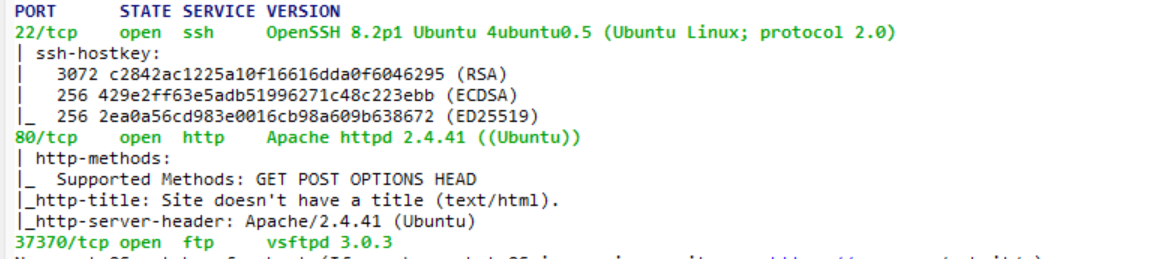 PORT STATE SERVICE VERSION
22/tcp open ssh OpenSSH 8.2p1 Ubuntu 4ubuntu0.5 (Ubuntu Linux; protocol 2.0)
| ssh-hostkey:
| 3072 c2842ac1225a10f16616dda0f6046295 (RSA)
| 256 429e2ff63e5adb51996271c48c223ebb (ECDSA)
|_ 256 2ea0a56cd983e0016cb98a609b638672 (ED25519)
80/tcp open http Apache httpd 2.4.41 ((Ubuntu))
| http-methods:
|_ Supported Methods: GET POST OPTIONS HEAD
|_http-title: Site doesn't have a title (text/html).
|_http-server-header: Apache/2.4.41 (Ubuntu)
37370/tcp open ftp vsftpd 3.0.3